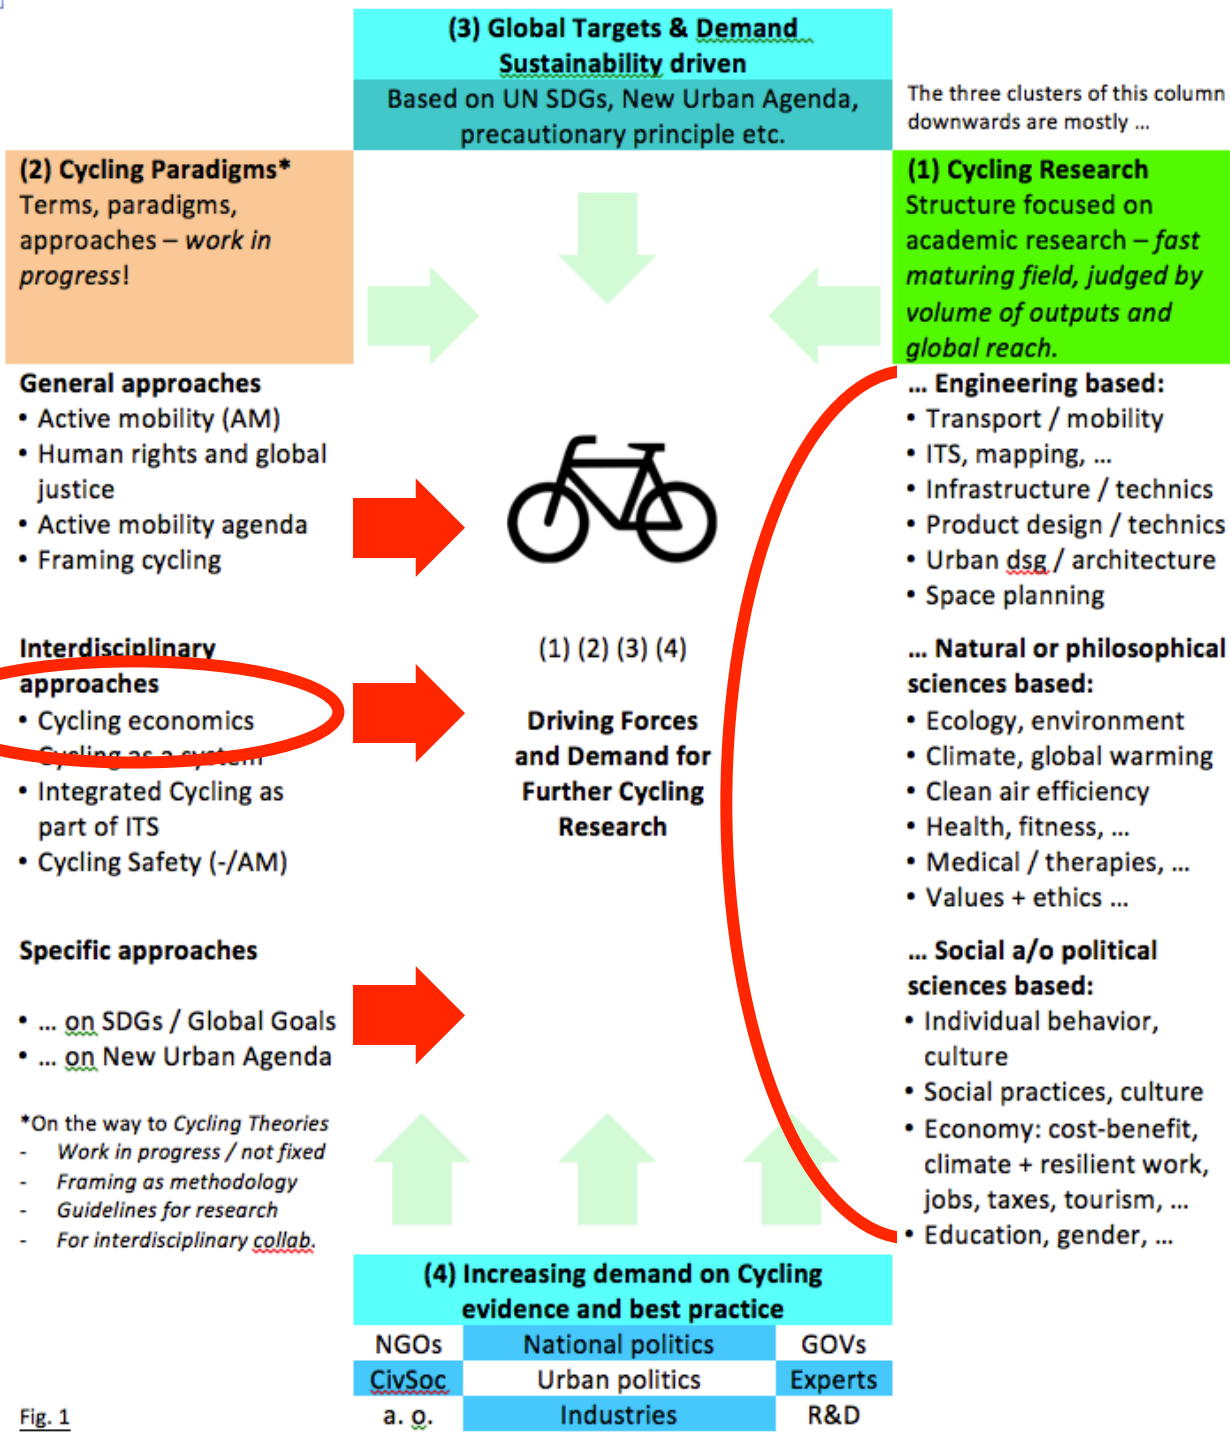 (3) Global Targets & Demand
Sustainability driven
Based on UN SDGs, New Urban Agenda,
precautionary principle etc.
The three clusters of this column
downwards are mostly ...
(2) Cycling Paradigms*
Terms, paradigms,
approaches – work in
progress!
(1) Cycling Research
Structure focused on
academic research – fast
maturing field, judged by
volume of outputs and
global reach.
General approaches
• Active mobility (AM)
• Human rights and global
justice
• Active mobility agenda
• Framing cycling
Interdisciplinary
approaches
• Cycling economics
• Cycling as a system
• Integrated Cycling as
part of ITS
• Cycling Safety (-/AM)
Specific approaches
• ... on SDGs / Global Goals
• ... on New Urban Agenda
*On the way to Cycling Theories
- Work in progress / not fixed
- Framing as methodology
- Guidelines for research
- For interdisciplinary collab.
(1) (2) (3) (4)
Driving Forces
and Demand for
Further Cycling
Research
... Engineering based:
• Transport / mobility
• ITS, mapping, ...
• Infrastructure / technics
• Product design / technics
• Urban dsg / architecture
• Space planning
... Natural or philosophical
sciences based:
• Ecology, environment
• Climate, global warming
• Clean air efficiency
• Health, fitness, ...
• Medical / therapies, ...
• Values + ethics ...
... Social a/o political
sciences based:
• Individual behavior,
culture
• Social practices, culture
• Economy: cost-benefit,
climate + resilient work,
jobs, taxes, tourism, ...
• Education, gender, ...
(4) Increasing demand on Cycling
evidence and best practice
NGOs National politics GOVs
CivSoc Urban politics Experts
a. o. Industries R&D
Fig. 1